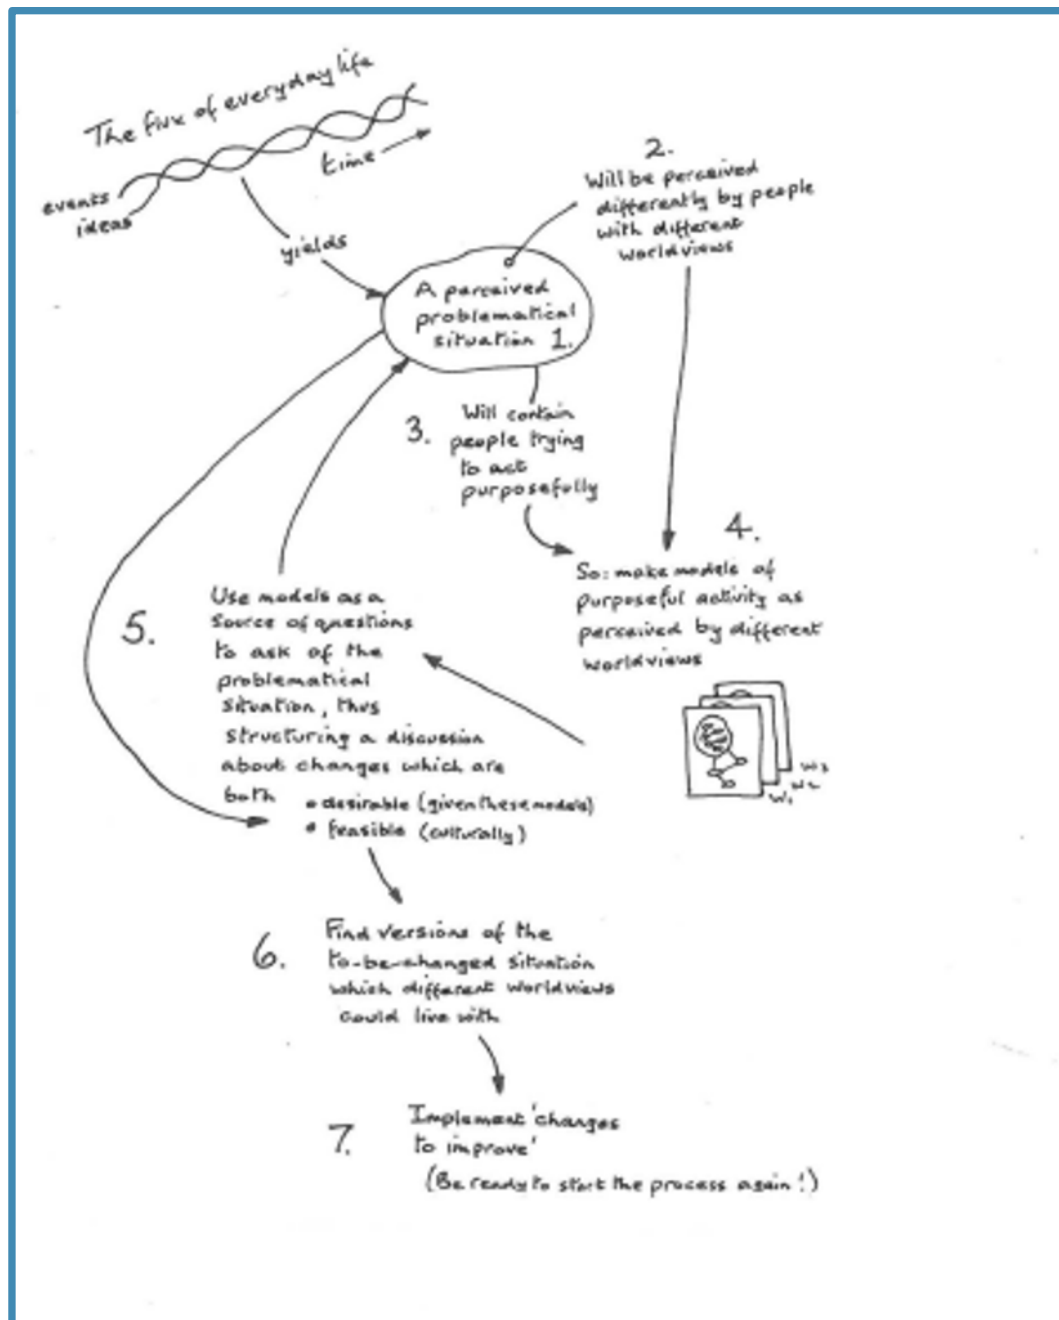 The flux of everyday life
events
ideas
time
yields
2.
Will be perceived
differently by people
with different
worldviews
A perceived
problematical
situation 1.
3.
Will contain
people trying
to act
purposefully
4.
So: make models of
purposeful activity as
perceived by different
worldviews
W1
W2
W3
5.
Use models as a
source of questions
to ask of the
problematical
situation, thus
structuring a discussion
about changes which are
both
• desirable (given these models)
• feasible (culturally)
6.
Find versions of the
to-be-changed situation
which different worldviews
could live with
7.
Implement 'changes
to improve'
(Be ready to start the process again!)